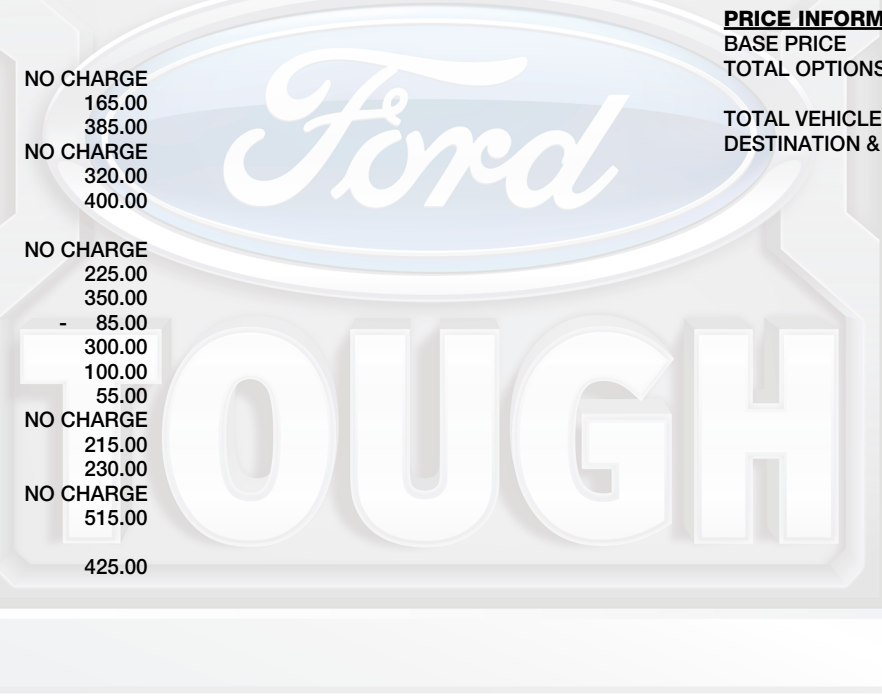 NO CHARGE
165.00
385.00
NO CHARGE
320.00
400.00
NO CHARGE
225.00
350.00
- 85.00
300.00
100.00
55.00
NO CHARGE
215.00
230.00
NO CHARGE
515.00
425.00
PRICE INFORM
BASE PRICE
TOTAL OPTIONS
TOTAL VEHICLE
DESTINATION &
Ford
TOUGH